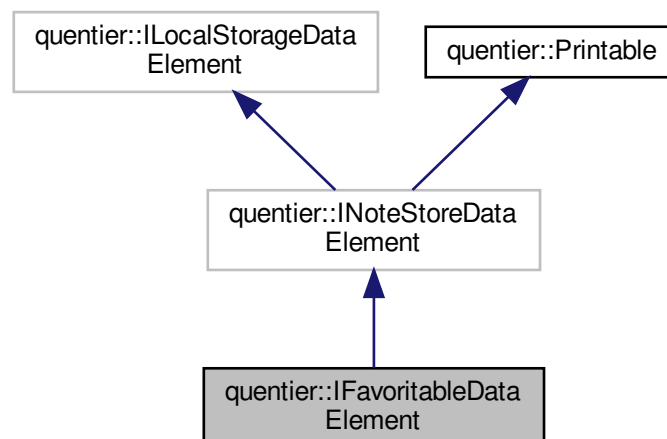 quentier::ILocalStorageData
Element
quentier::Printable
quentier::INoteStoreData
Element
quentier::IFavoritableData
Element